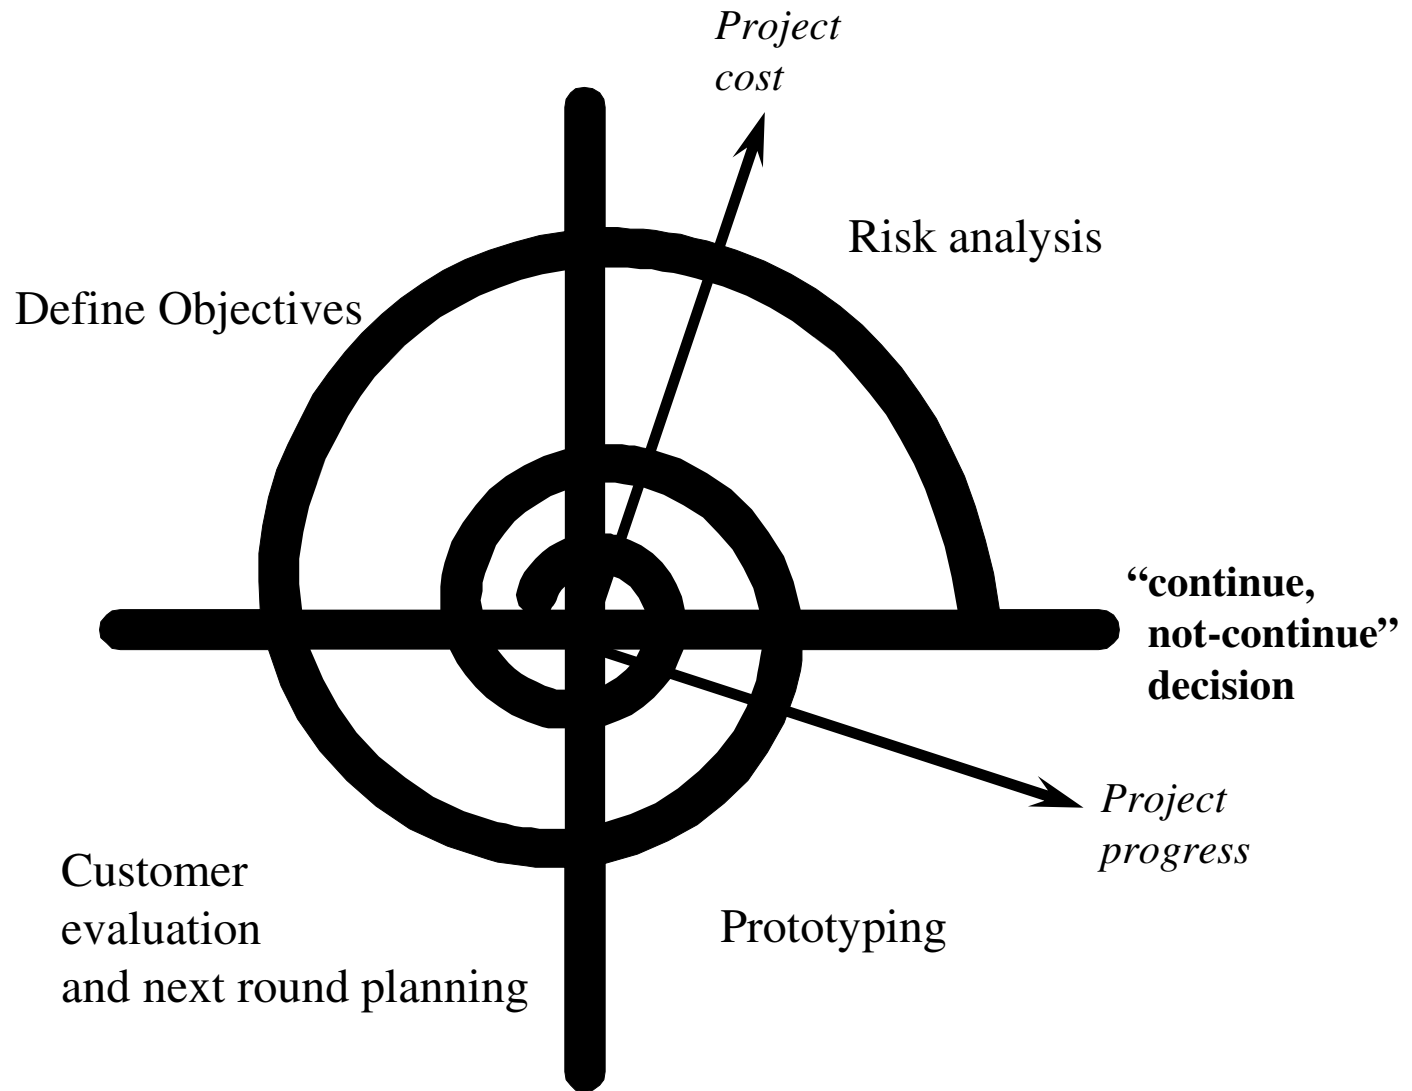 Project
cost
Risk analysis
Define Objectives
“continue,
not-continue”
decision
Project
progress
Customer
evaluation
and next round planning
Prototyping